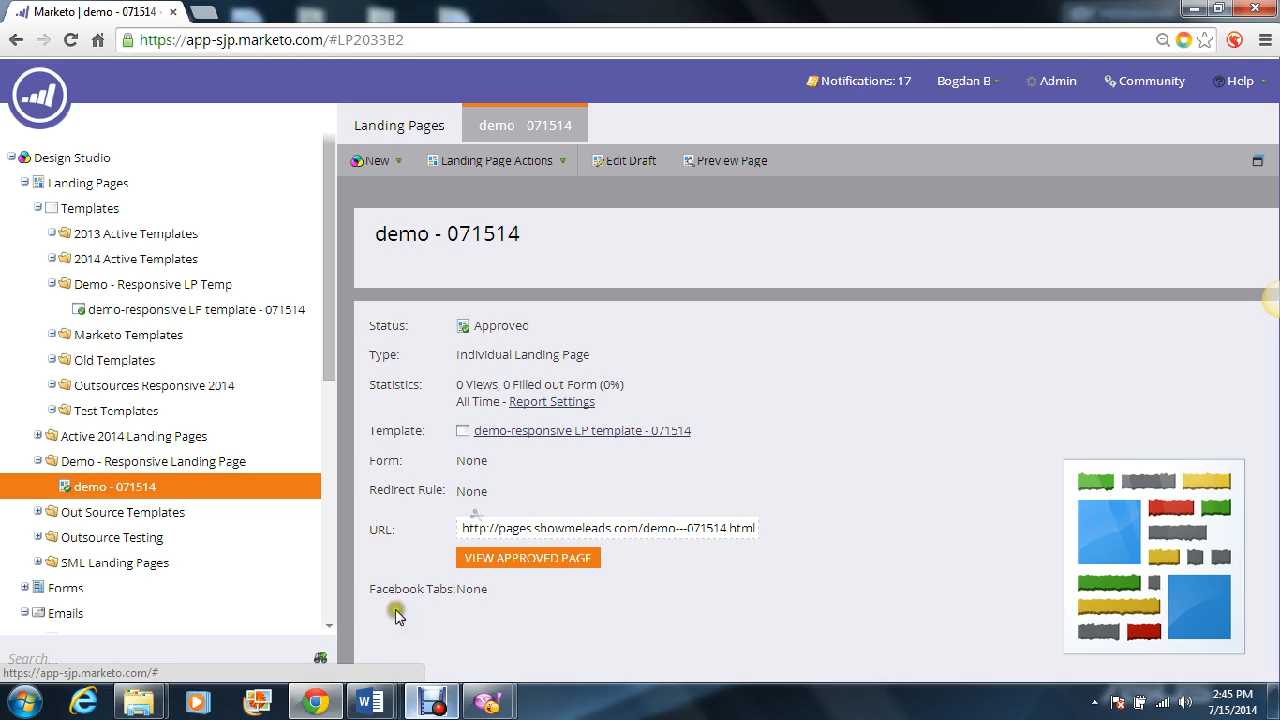 Marketo | demo - 071514
https://app-sjp.marketo.com/#LP2033B2
Notifications: 17
Bogdan B
Admin
Community
Help
Landing Pages
demo - 071514
New
Landing Page Actions
Edit Draft
Preview Page
Design Studio
Landing Pages
Templates
2013 Active Templates
2014 Active Templates
Demo - Responsive LP Temp
demo-responsive LP template - 071514
Marketo Templates
Old Templates
Outsources Responsive 2014
Test Templates
Active 2014 Landing Pages
Demo - Responsive Landing Page
demo - 071514
Out Source Templates
Outsource Testing
SML Landing Pages
Forms
Emails
Search...
https://app-sjp.marketo.com/#
demo - 071514
Status: Approved
Type: Individual Landing Page
Statistics: 0 Views, 0 Filled out Form (0%)
All Time - Report Settings
Template: demo-responsive LP template - 071514
Form: None
Redirect Rule: None
URL: http://pages.showmeleads.com/demo---071514.html
VIEW APPROVED PAGE
Facebook Tabs: None
2:45 PM
7/15/2014